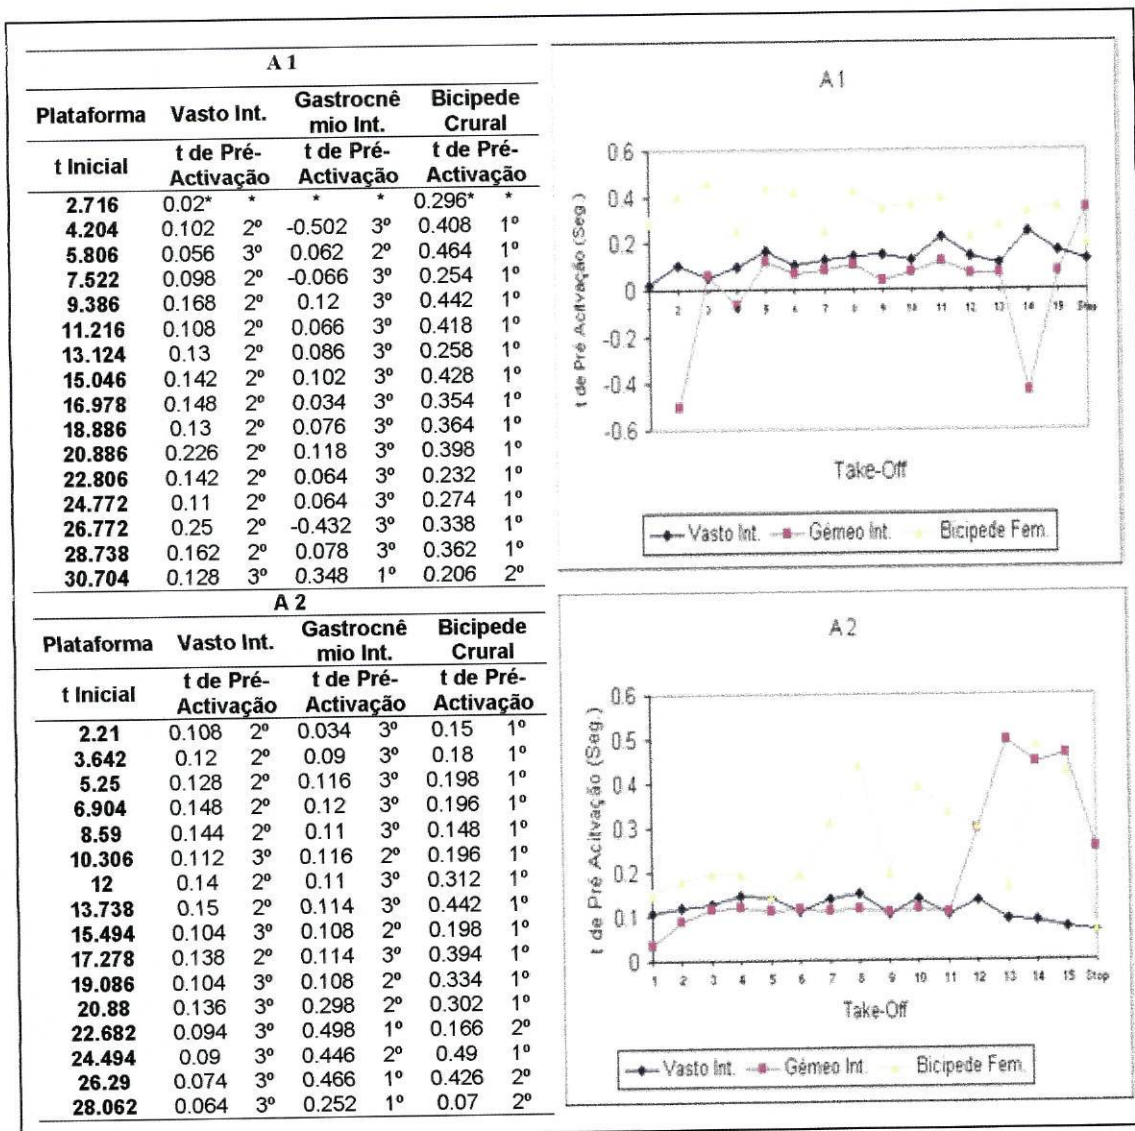 A 1
Plataforma Vasto Int. Gastrocnê mio Int. Bicipede Crural
t Inicial t de Pré-Activação t de Pré-Activação t de Pré-Activação
2.716 0.02* * * * 0.296* *
4.204 0.102 2º -0.502 3º 0.408 1º
5.806 0.056 3º 0.062 2º 0.464 1º
7.522 0.098 2º -0.066 3º 0.254 1º
9.386 0.168 2º 0.12 3º 0.442 1º
11.216 0.108 2º 0.066 3º 0.418 1º
13.124 0.13 2º 0.086 3º 0.258 1º
15.046 0.142 2º 0.102 3º 0.428 1º
16.978 0.148 2º 0.034 3º 0.354 1º
18.886 0.13 2º 0.076 3º 0.364 1º
20.886 0.226 2º 0.118 3º 0.398 1º
22.806 0.142 2º 0.064 3º 0.232 1º
24.772 0.11 2º 0.064 3º 0.274 1º
26.772 0.25 2º -0.432 3º 0.338 1º
28.738 0.162 2º 0.078 3º 0.362 1º
30.704 0.128 3º 0.348 1º 0.206 2º
A1
t de Pré Acitvação (Seg.)
0.6
0.4
0.2
0
-0.2
-0.4
-0.6
2 3 4 5 6 7 8 9 10 11 12 13 14 15 Stop
Take-Off
Vasto Int. Gémeo Int. Bicipede Fem.
A 2
Plataforma Vasto Int. Gastrocnê mio Int. Bicipede Crural
t Inicial t de Pré-Activação t de Pré-Activação t de Pré-Activação
2.21 0.108 2º 0.034 3º 0.15 1º
3.642 0.12 2º 0.09 3º 0.18 1º
5.25 0.128 2º 0.116 3º 0.198 1º
6.904 0.148 2º 0.12 3º 0.196 1º
8.59 0.144 2º 0.11 3º 0.148 1º
10.306 0.112 3º 0.116 2º 0.196 1º
12 0.14 2º 0.11 3º 0.312 1º
13.738 0.15 2º 0.114 3º 0.442 1º
15.494 0.104 3º 0.108 2º 0.198 1º
17.278 0.138 2º 0.114 3º 0.394 1º
19.086 0.104 3º 0.108 2º 0.334 1º
20.88 0.136 3º 0.298 2º 0.302 1º
22.682 0.094 3º 0.498 1º 0.166 2º
24.494 0.09 3º 0.446 2º 0.49 1º
26.29 0.074 3º 0.466 1º 0.426 2º
28.062 0.064 3º 0.252 1º 0.07 2º
A2
t de Pré Acitvação (Seg.)
0.6
0.5
0.4
0.3
0.2
0.1
0
1 2 3 4 5 6 7 8 9 10 11 12 13 14 15 Stop
Take-Off
Vasto Int. Gémeo Int. Bicipede Fem.